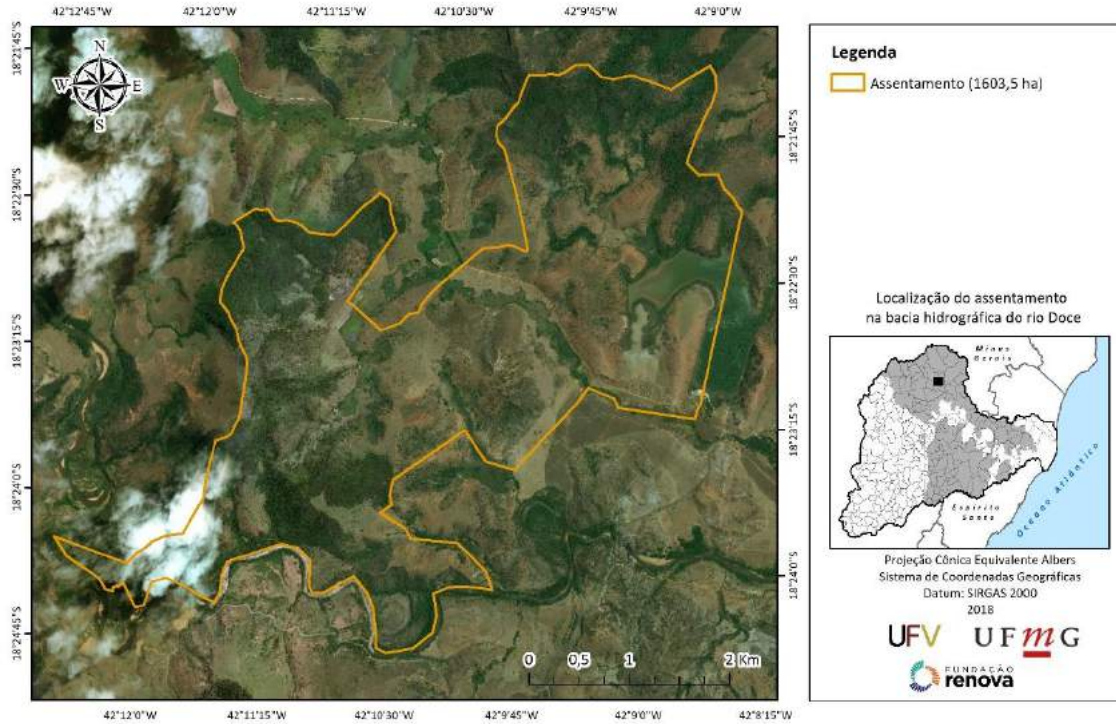 42°12'45"W 42°12'0"W 42°11'15"W 42°10'30"W 42°9'45"W 42°9'0"W
18°21'45"S
18°22'30"S
18°23'15"S
18°24'0"S
18°24'45"S
N
W E
S
18°21'45"S
18°22'30"S
18°23'15"S
18°24'0"S
0 0,5 1 2 Km
42°12'0"W 42°11'15"W 42°10'30"W 42°9'45"W 42°9'0"W 42°8'15"W
Legenda
Assentamento (1603,5 ha)
Localização do assentamento
na bacia hidrográfica do rio Doce
Minas
Gerais
Espírito
Santo
Oceano Atlântico
Projeção Cônica Equivalente Albers
Sistema de Coordenadas Geográficas
Datum: SIRGAS 2000
2018
UFV UFmG
FUNDAÇÃO
renova